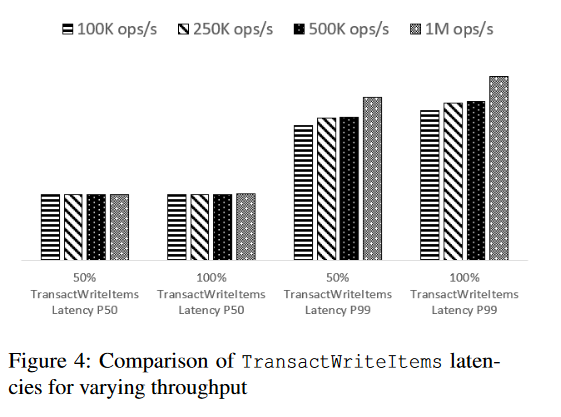 100K ops/s 250K ops/s 500K ops/s 1M ops/s
50% 100% 50% 100%
TransactWriteItems TransactWriteItems TransactWriteItems TransactWriteItems
Latency P50 Latency P50 Latency P99 Latency P99
Figure 4: Comparison of TransactWriteItems laten-
cies for varying throughput